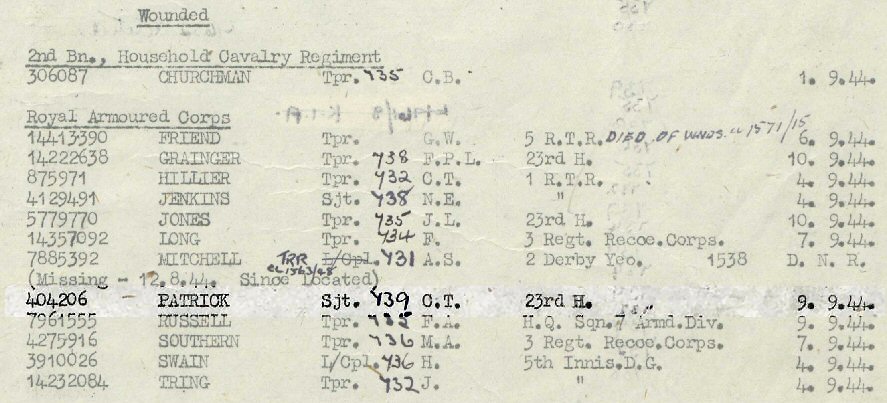 Wounded
2nd Bn., Household Cavalry Regiment
306087 CHURCHMAN Tpr. Y35 C.B. 1. 9.44.
Royal Armoured Corps
14413390 FRIEND Tpr. G.W. 5 R.T.R. DIED OF WNDS. CL 1571/15 6. 9.44.
14222638 GRAINGER Tpr. Y38 F.P.L. 23rd H. 10. 9.44.
875971 HILLIER Tpr. Y32 C.T. 1 R.T.R. 4. 9.44.
4129491 JENKINS Sjt. Y38 N.E. " 4. 9.44.
5779770 JONES Tpr. Y35 J.L. 23rd H. 10. 9.44.
14357092 LONG Tpr. Y34 F. 3 Regt. Recce.Corps. 7. 9.44.
7885392 MITCHELL TRR L/Cpl. Y31 A.S. 2 Derby Yeo. 1538 D. N. R.
CL 1563/
(Missing - 12.8.44. Since located)
404206 PATRICK Sjt. Y39 C.T. 23rd H. 9. 9.44.
7961555 RUSSELL Tpr. Y35 F.A. H.Q. Sqn.7 Armd.Div. 9. 9.44.
4275916 SOUTHERN Tpr. Y36 M.A. 3 Regt. Recce.Corps. 7. 9.44.
3910026 SWAIN L/Cpl. Y36 H. 5th Innis.D.G. 4. 9.44.
14232084 TRING Tpr. Y32 J. " 4. 9.44.